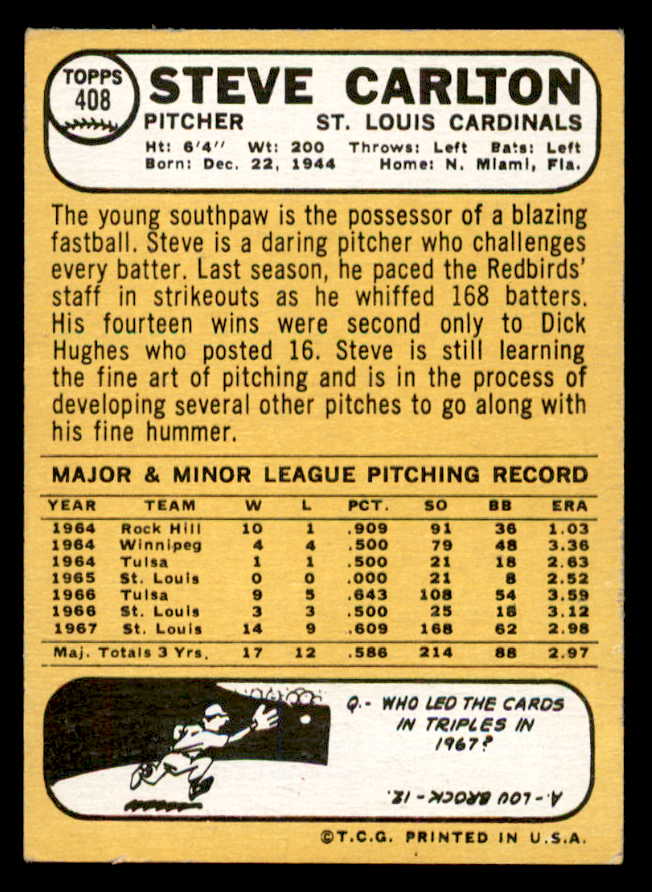 TOPPS
408
STEVE CARLTON
PITCHER ST. LOUIS CARDINALS
Ht: 6'4" Wt: 200 Throws: Left Bats: Left
Born: Dec. 22, 1944 Home: N. Miami, Fla.
The young southpaw is the possessor of a blazing
fastball. Steve is a daring pitcher who challenges
every batter. Last season, he paced the Redbirds'
staff in strikeouts as he whiffed 168 batters.
His fourteen wins were second only to Dick
Hughes who posted 16. Steve is still learning
the fine art of pitching and is in the process of
developing several other pitches to go along with
his fine hummer.
MAJOR & MINOR LEAGUE PITCHING RECORD
YEAR TEAM W L PCT. SO BB ERA
1964 Rock Hill 10 1 .909 91 36 1.03
1964 Winnipeg 4 4 .500 79 48 3.36
1964 Tulsa 1 1 .500 21 18 2.63
1965 St. Louis 0 0 .000 21 8 2.52
1966 Tulsa 9 5 .643 108 54 3.59
1966 St. Louis 3 3 .500 25 18 3.12
1967 St. Louis 14 9 .609 168 62 2.98
Maj. Totals 3 Yrs. 17 12 .586 214 88 2.97
Q.- WHO LED THE CARDS
IN TRIPLES IN
1967?
A.- LOU BROCK - 12.
©T.C.G. PRINTED IN U.S.A.